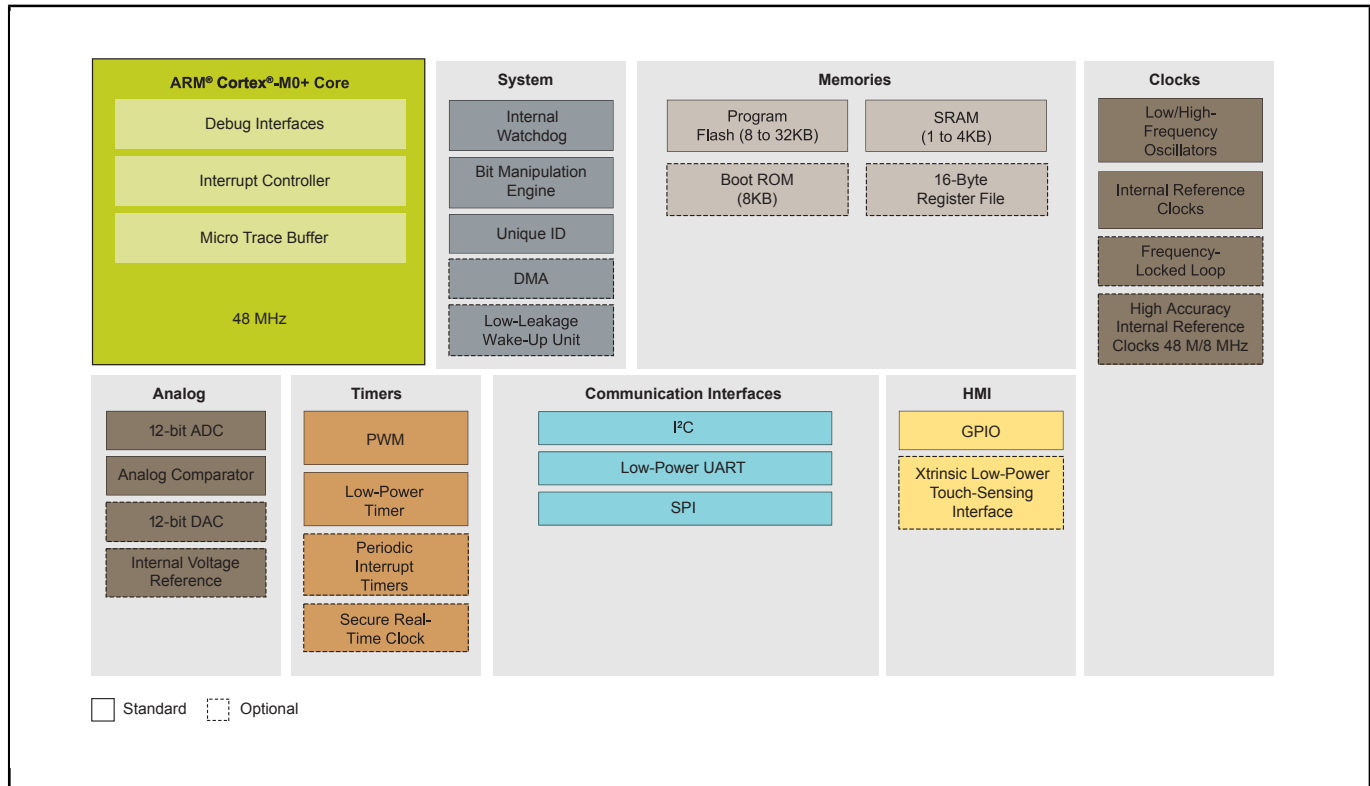 ARM® Cortex®-M0+ Core
Debug Interfaces
Interrupt Controller
Micro Trace Buffer
48 MHz
System
Internal
Watchdog
Bit Manipulation
Engine
Unique ID
DMA
Low-Leakage
Wake-Up Unit
Memories
Program
Flash (8 to 32KB)
SRAM
(1 to 4KB)
Boot ROM
(8KB)
16-Byte
Register File
Clocks
Low/High-
Frequency
Oscillators
Internal Reference
Clocks
Frequency-
Locked Loop
High Accuracy
Internal Reference
Clocks 48 M/8 MHz
Analog
12-bit ADC
Analog Comparator
12-bit DAC
Internal Voltage
Reference
Timers
PWM
Low-Power
Timer
Periodic
Interrupt
Timers
Secure Real-
Time Clock
Communication Interfaces
I²C
Low-Power UART
SPI
HMI
GPIO
Xtrinsic Low-Power
Touch-Sensing
Interface
Standard
Optional